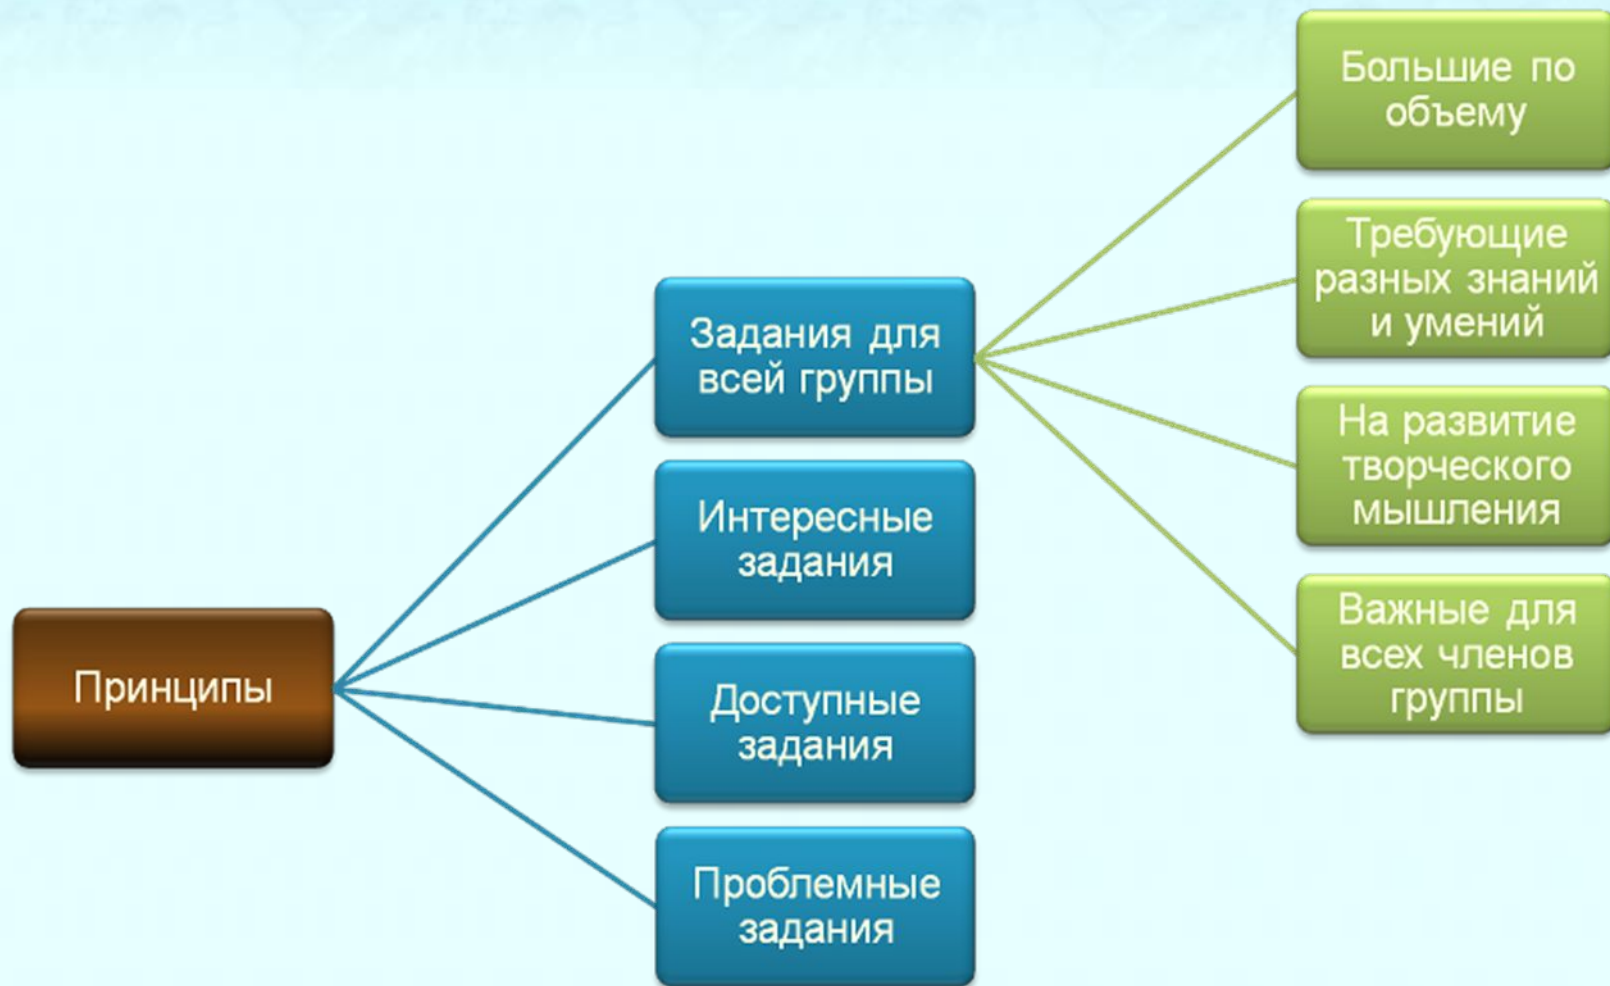 Принципы
Задания для
всей группы
Интересные
задания
Доступные
задания
Проблемные
задания
Большие по
объему
Требующие
разных знаний
и умений
На развитие
творческого
мышления
Важные для
всех членов
группы